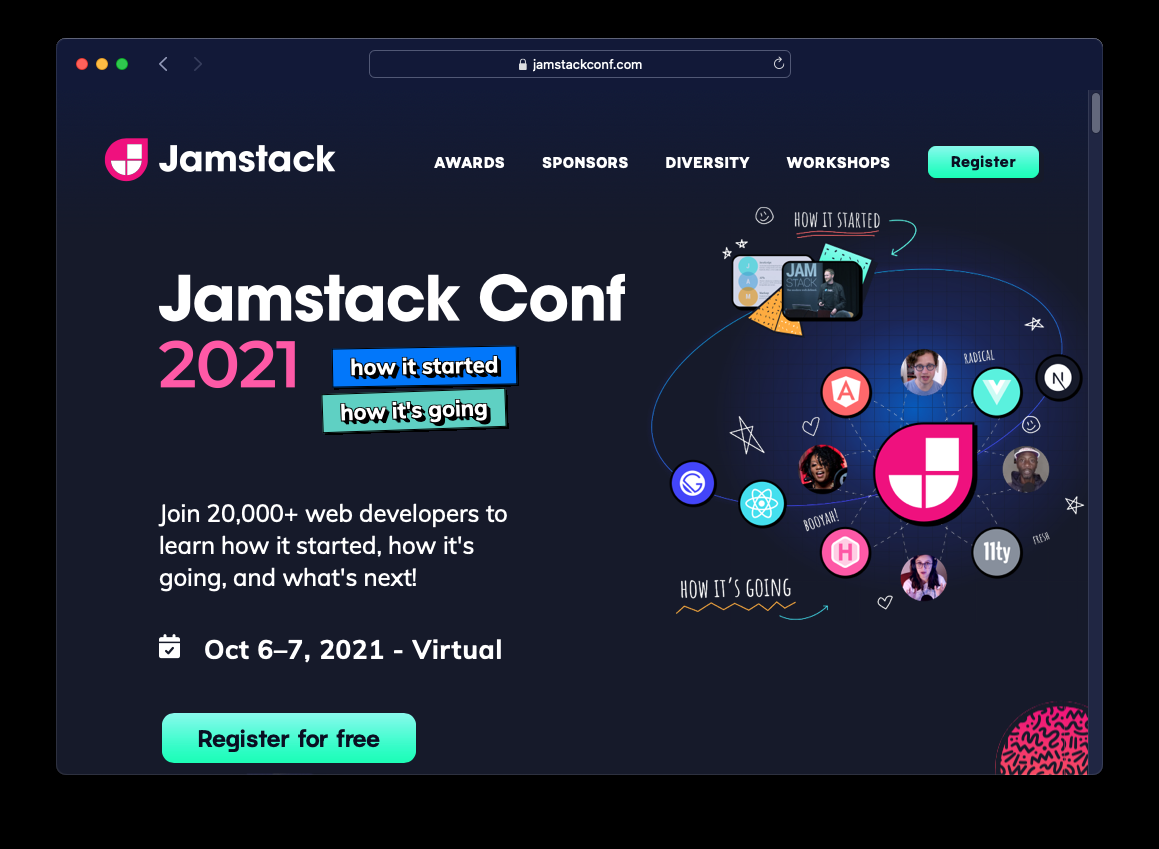 jamstackconf.com
Jamstack
AWARDS SPONSORS DIVERSITY WORKSHOPS Register
HOW IT STARTED
JAM
STACK
Jamstack Conf
2021
how it started
how it's going
RADICAL
N
BOOYAH!
H
11ty
FRESH
HOW IT'S GOING
Join 20,000+ web developers to
learn how it started, how it's
going, and what's next!
Oct 6–7, 2021 - Virtual
Register for free